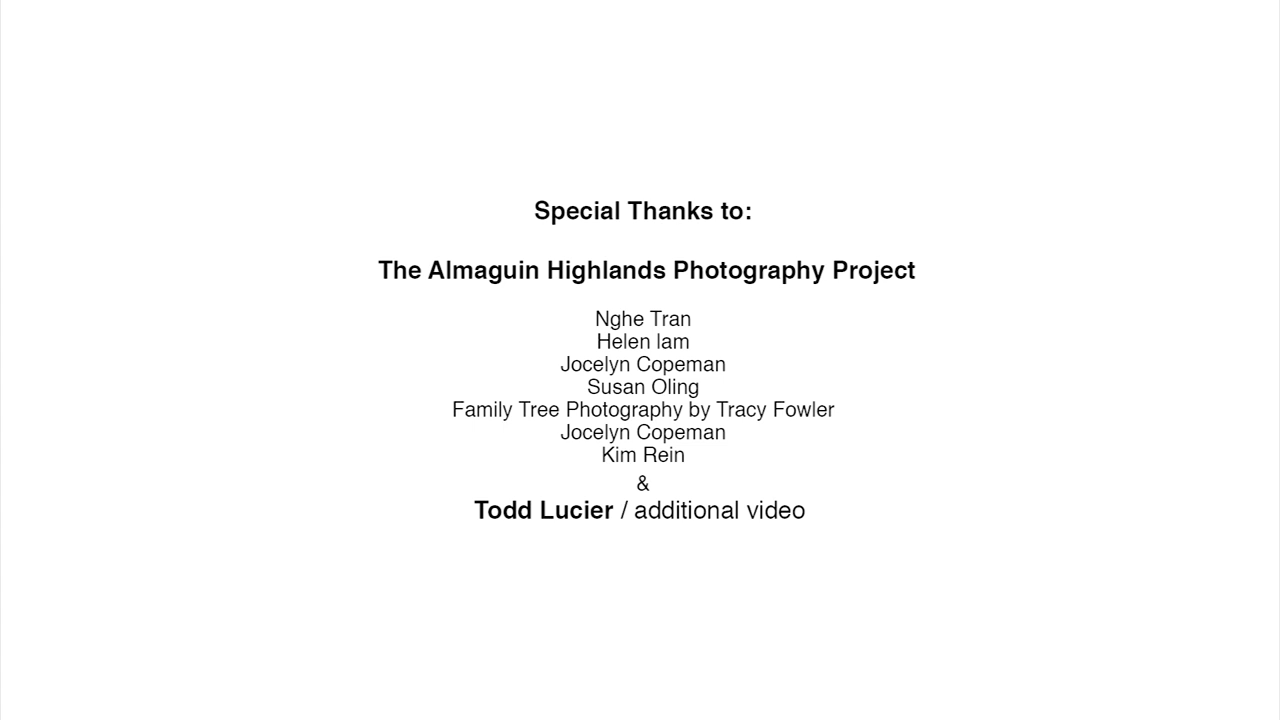 Special Thanks to:
The Almaguin Highlands Photography Project
Nghe Tran
Helen lam
Jocelyn Copeman
Susan Oling
Family Tree Photography by Tracy Fowler
Jocelyn Copeman
Kim Rein
&
Todd Lucier / additional video